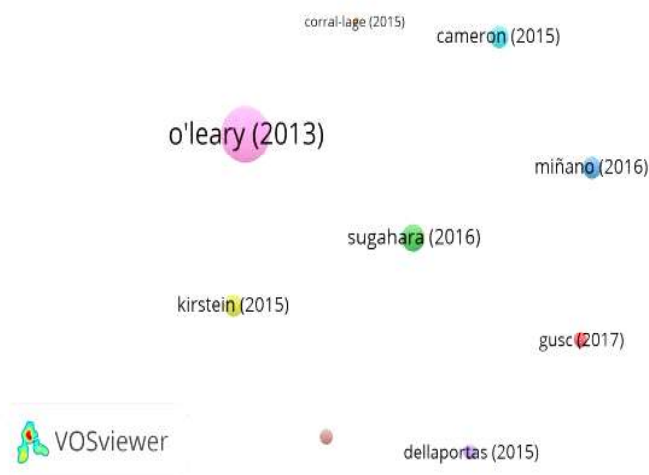 corral-lage (2015)
cameron (2015)
o'leary (2013)
miñano (2016)
sugahara (2016)
kirstein (2015)
gusc (2017)
VOSviewer
dellaportas (2015)